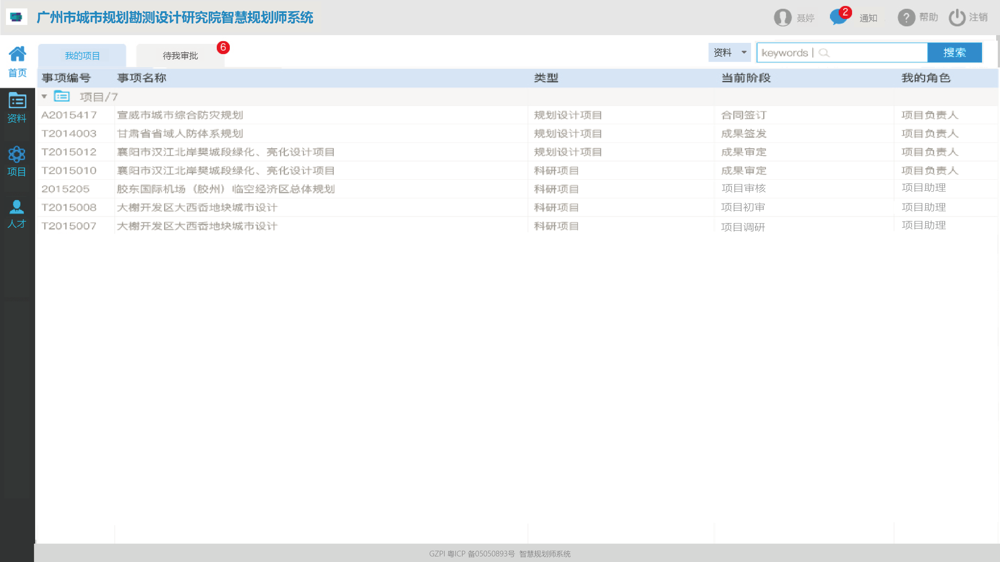 广州市城市规划勘测设计研究院智慧规划师系统 聂婷 2 通知 帮助 注销
首页 我的项目 待我审批 6 资料 keywords 搜索
事项编号 事项名称 类型 当前阶段 我的角色
项目/7
A2015417 宣威市城市综合防灾规划 规划设计项目 合同签订 项目负责人
资料
T2014003 甘肃省省域人防体系规划 规划设计项目 成果签发 项目负责人
T2015012 襄阳市汉江北岸樊城段绿化、亮化设计项目 规划设计项目 成果审定 项目负责人
项目
T2015010 襄阳市汉江北岸樊城段绿化、亮化设计项目 科研项目 成果审定 项目负责人
2015205 胶东国际机场（胶州）临空经济区总体规划 科研项目 项目审核 项目助理
T2015008 大榭开发区大西岙地块城市设计 科研项目 项目初审 项目助理
人才
T2015007 大榭开发区大西岙地块城市设计 科研项目 项目调研 项目助理
GZPI 粤ICP 备05050893号 智慧规划师系统